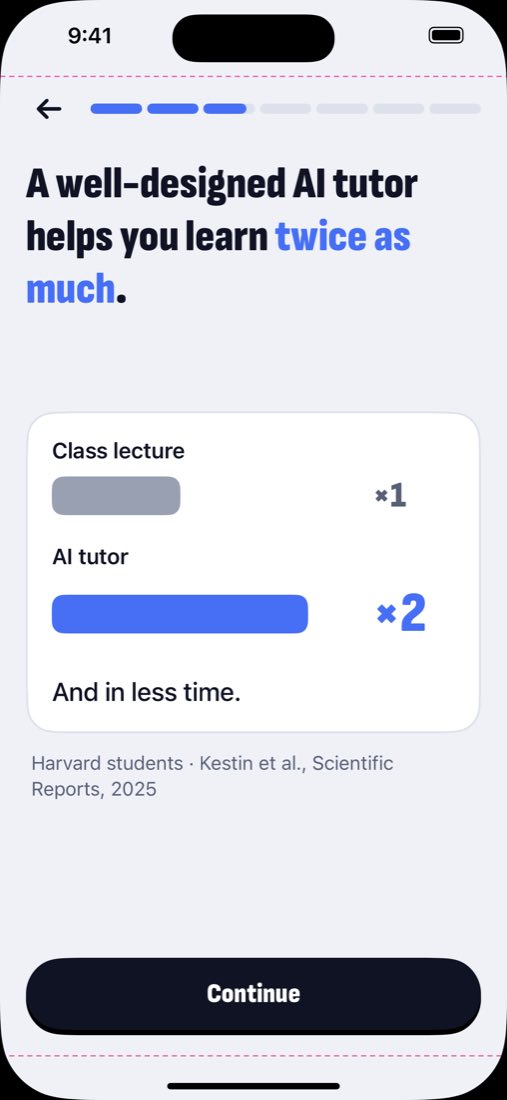 9:41
A well-designed AI tutor
helps you learn twice as
much.
Class lecture
×1
AI tutor
×2
And in less time.
Harvard students · Kestin et al., Scientific
Reports, 2025
Continue